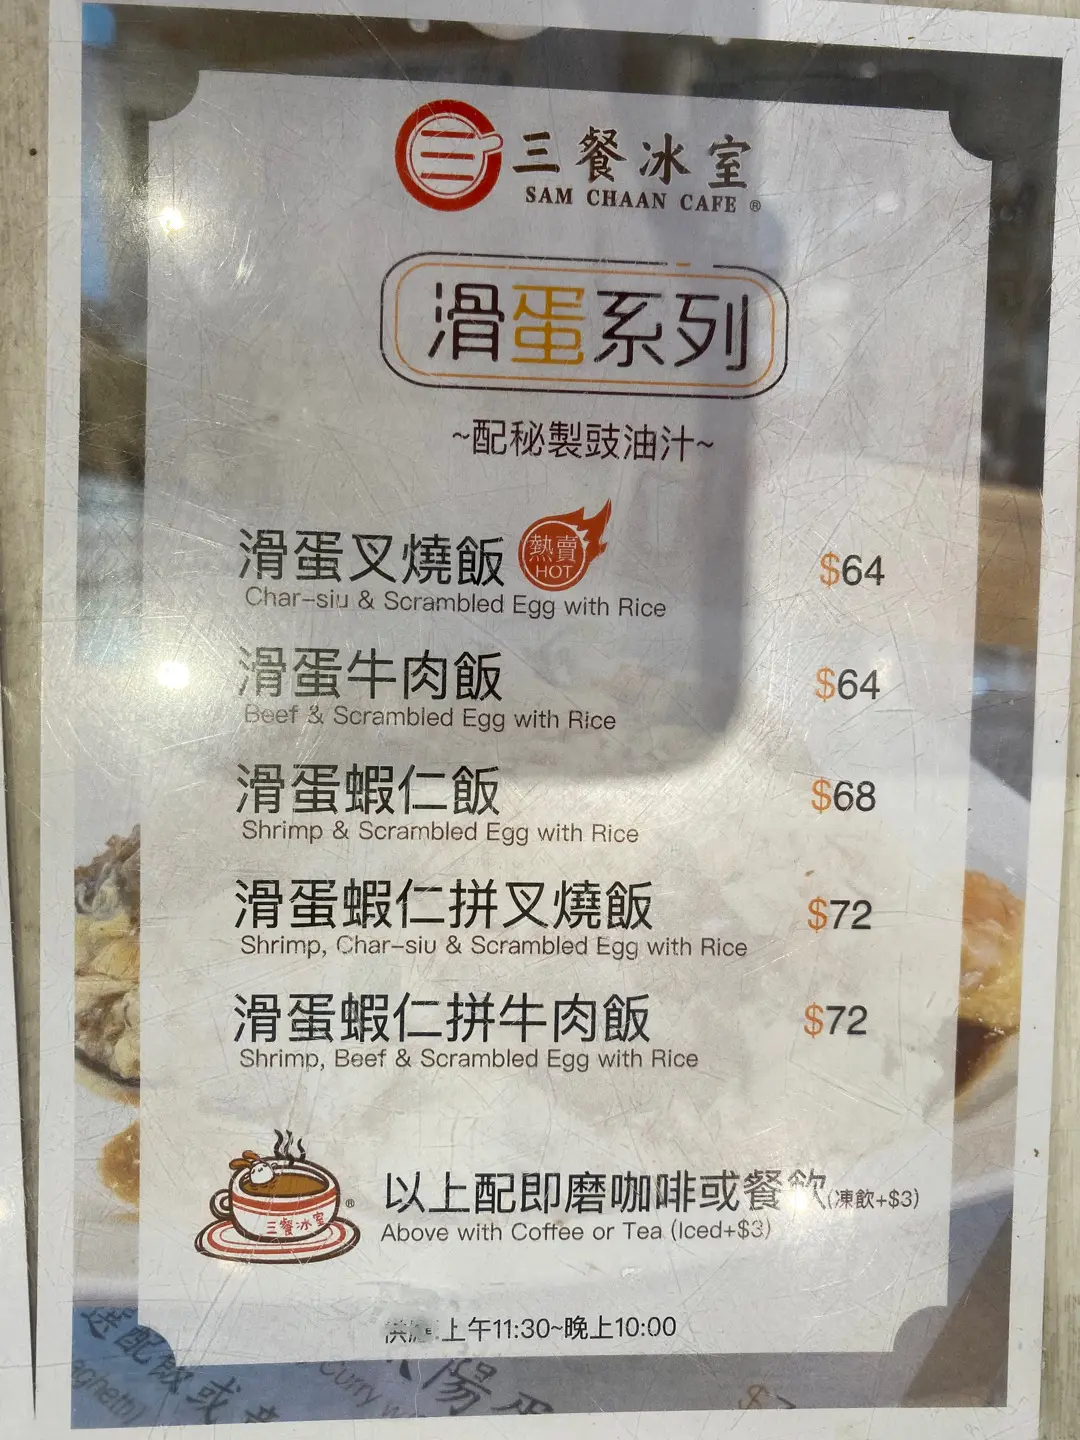 三餐冰室
SAM CHAAN CAFE ®
滑蛋系列
~配秘製豉油汁~
滑蛋叉燒飯
熱賣
HOT
$64
Char-siu & Scrambled Egg with Rice
滑蛋牛肉飯
$64
Beef & Scrambled Egg with Rice
滑蛋蝦仁飯
$68
Shrimp & Scrambled Egg with Rice
滑蛋蝦仁拼叉燒飯
$72
Shrimp, Char-siu & Scrambled Egg with Rice
滑蛋蝦仁拼牛肉飯
$72
Shrimp, Beef & Scrambled Egg with Rice
三餐冰室
®
以上配即磨咖啡或餐飲(凍飲+$3)
Above with Coffee or Tea (Iced+$3)
上午11:30~晚上10:00
送配飯或